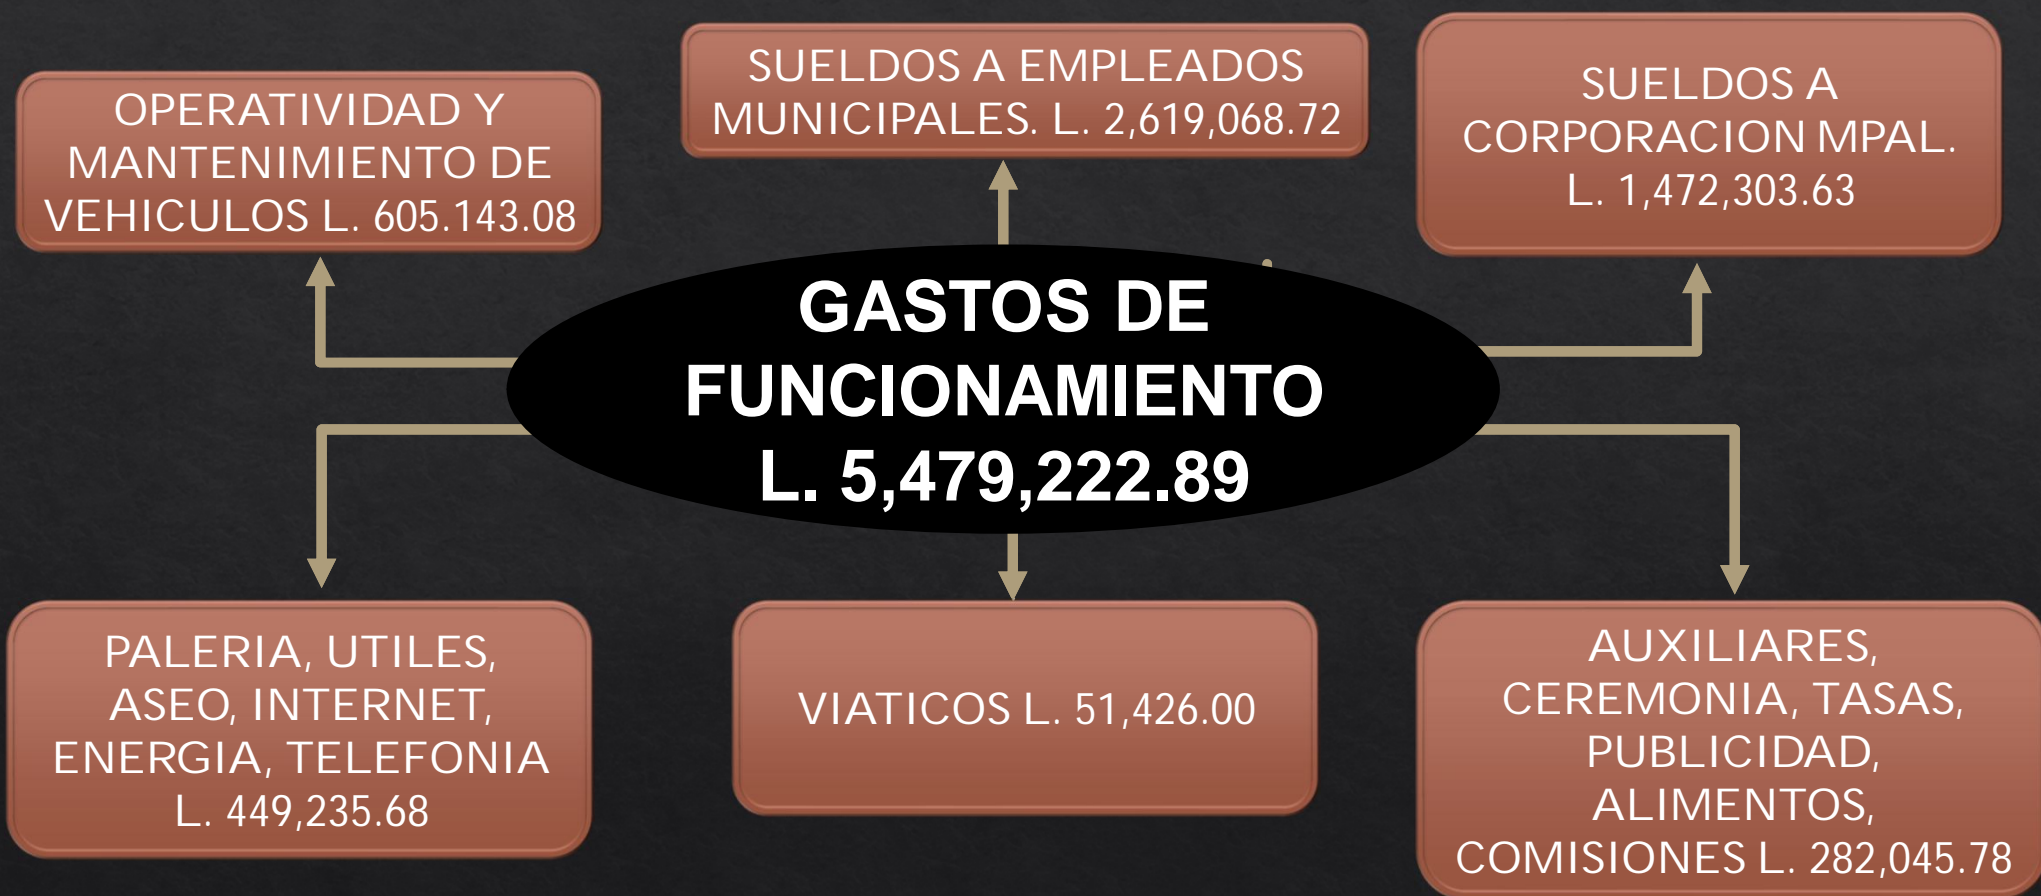 OPERATIVIDAD Y
MANTENIMIENTO DE
VEHICULOS L. 605.143.08
SUELDOS A EMPLEADOS
MUNICIPALES. L. 2,619,068.72
SUELDOS A
CORPORACION MPAL.
L. 1,472,303.63
GASTOS DE
FUNCIONAMIENTO
L. 5,479,222.89
PALERIA, UTILES,
ASEO, INTERNET,
ENERGIA, TELEFONIA
L. 449,235.68
VIATICOS L. 51,426.00
AUXILIARES,
CEREMONIA, TASAS,
PUBLICIDAD,
ALIMENTOS,
COMISIONES L. 282,045.78